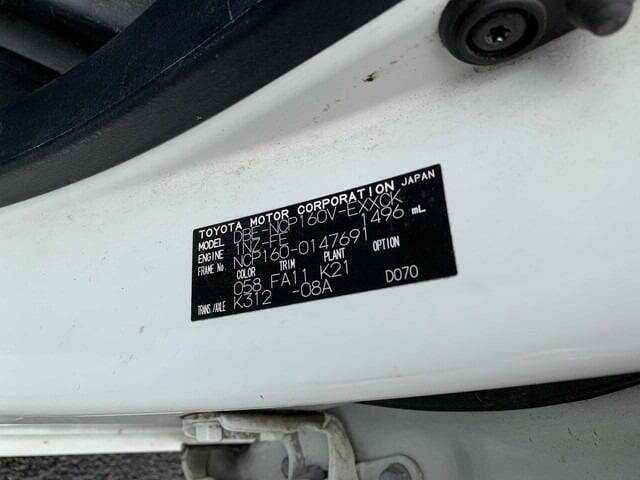 TOYOTA MOTOR CORPORATION JAPAN
MODEL DBE-NCP160V-EXXCK
ENGINE 1NZ-FE 1496 mL
FRAME No. NCP160-0147691
COLOR TRIM PLANT OPTION
058 FA11 K21
TRANS./AXLE K312 -08A D070